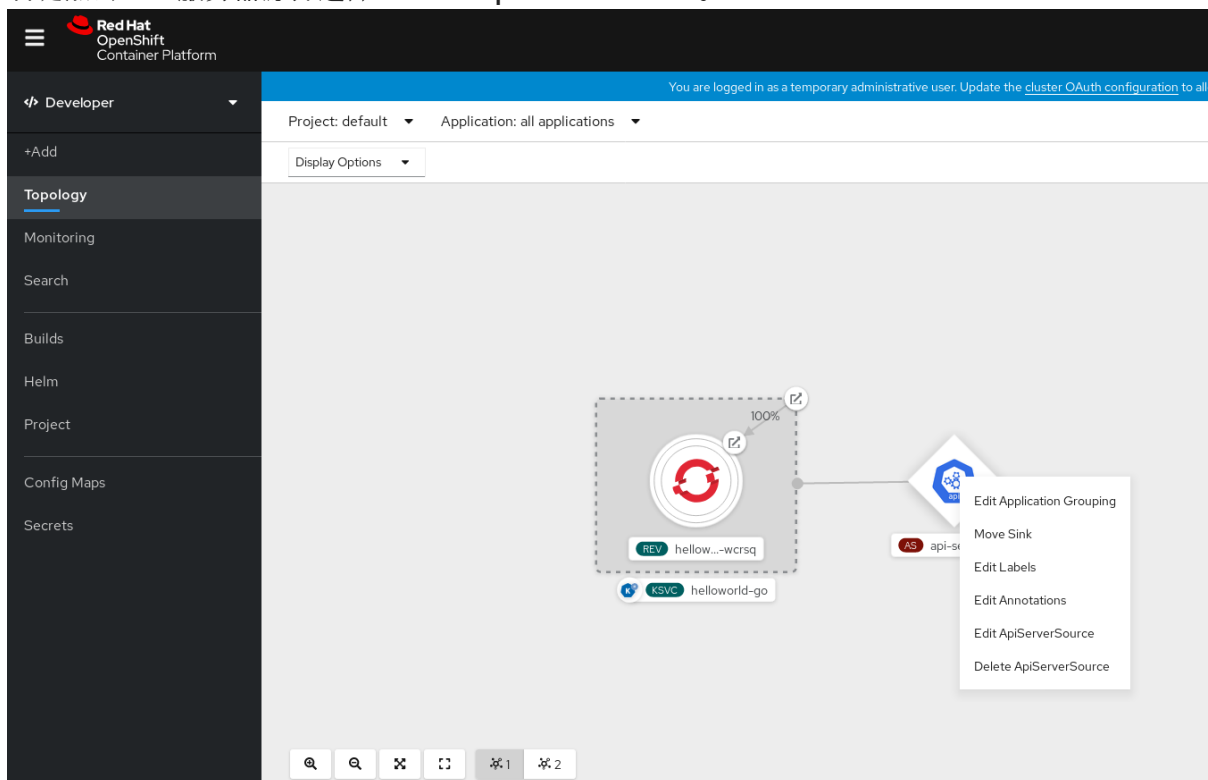 Red Hat
OpenShift
Container Platform
Developer
You are logged in as a temporary administrative user. Update the cluster OAuth configuration to all
Project: default
Application: all applications
+Add
Display Options
Topology
Monitoring
Search
Builds
Helm
Project
Config Maps
Secrets
100%
api
REV hellow...-wcrsq
KSVC helloworld-go
AS api-se
Edit Application Grouping
Move Sink
Edit Labels
Edit Annotations
Edit ApiServerSource
Delete ApiServerSource
1
2